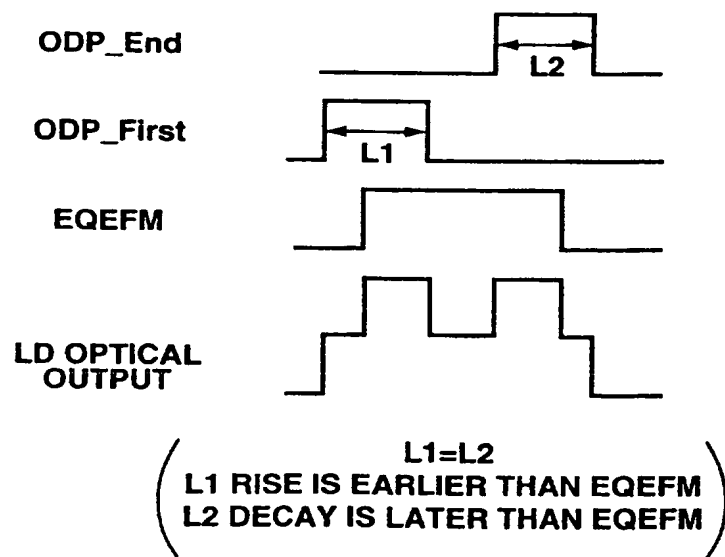 ODP_End
L2
ODP_First
L1
EQEFM
LD OPTICAL
OUTPUT
L1=L2
L1 RISE IS EARLIER THAN EQEFM
L2 DECAY IS LATER THAN EQEFM